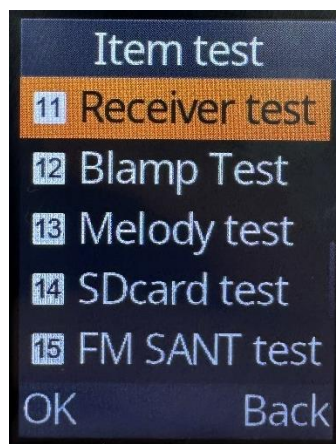 Item test
11 Receiver test
12 Blamp Test
13 Melody test
14 SDcard test
15 FM SANT test
OK Back